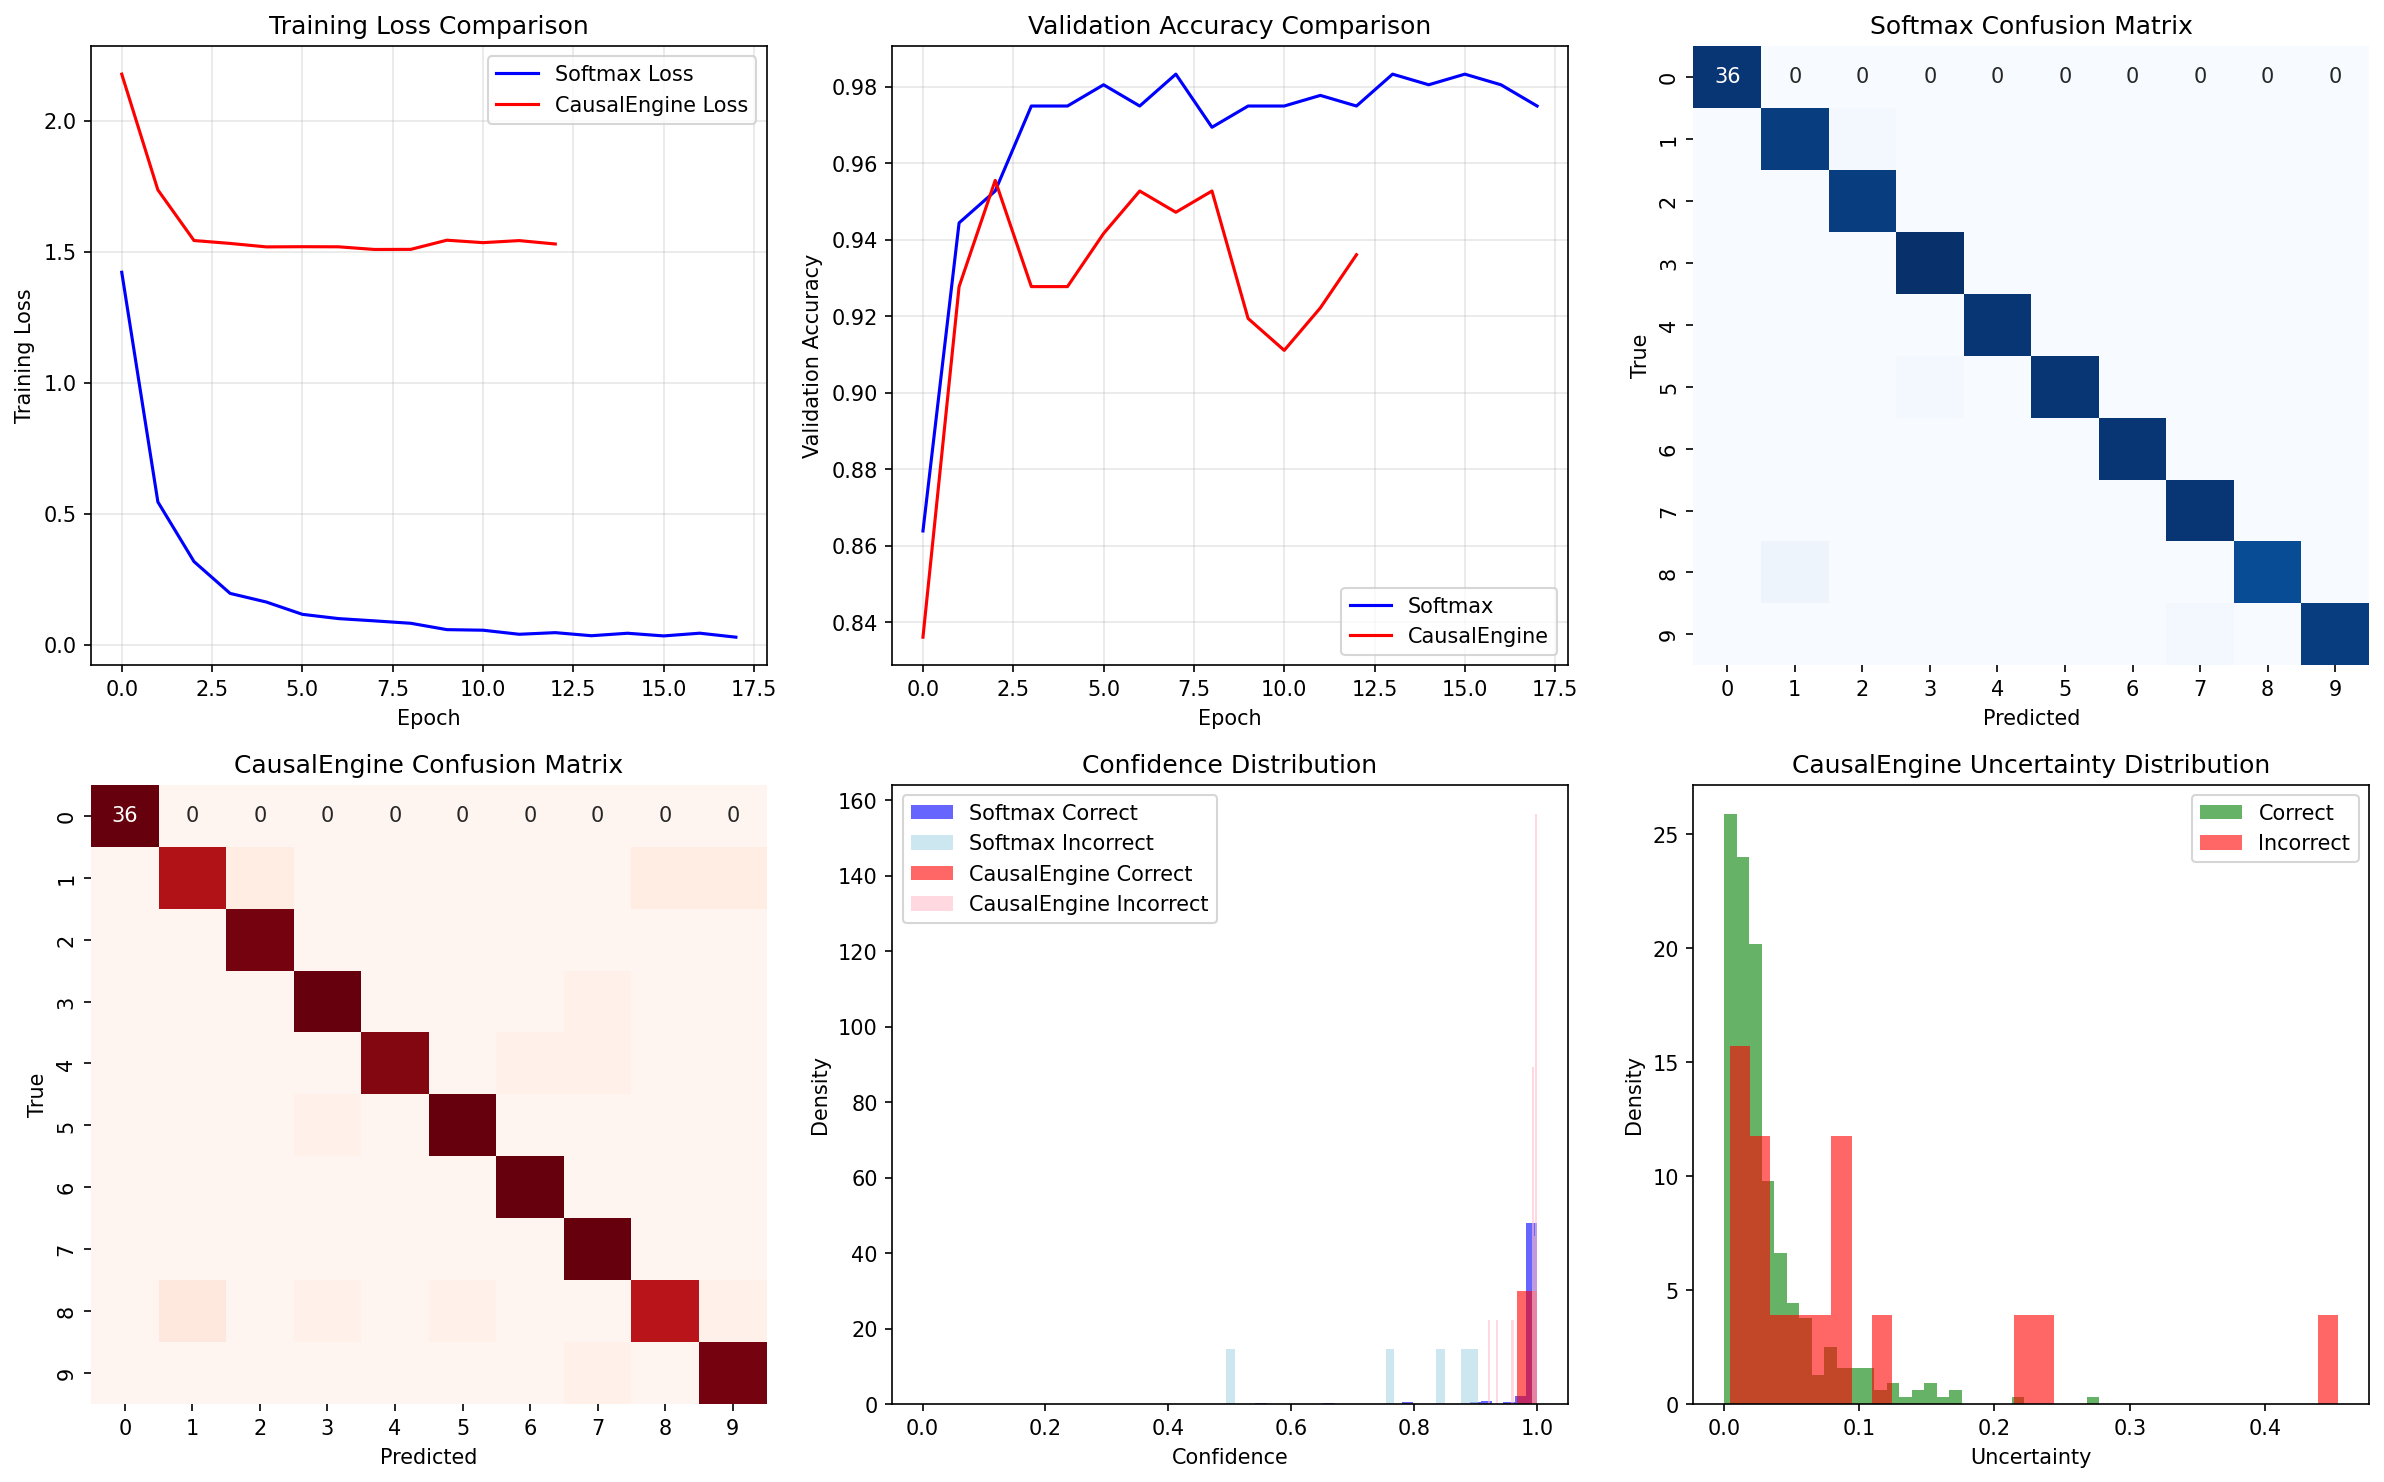 Training Loss Comparison
Softmax Loss
CausalEngine Loss
2.0
1.5
1.0
0.5
0.0
Training Loss
0.0 2.5 5.0 7.5 10.0 12.5 15.0 17.5
Epoch
Validation Accuracy Comparison
0.98
0.96
0.94
0.92
0.90
0.88
0.86
0.84
Validation Accuracy
Softmax
CausalEngine
0.0 2.5 5.0 7.5 10.0 12.5 15.0 17.5
Epoch
Softmax Confusion Matrix
0 36 0 0 0 0 0 0 0 0 0
1
2
3
4
5
6
7
8
9
True
0 1 2 3 4 5 6 7 8 9
Predicted
CausalEngine Confusion Matrix
0 36 0 0 0 0 0 0 0 0 0
1
2
3
4
5
6
7
8
9
True
0 1 2 3 4 5 6 7 8 9
Predicted
Confidence Distribution
Softmax Correct
Softmax Incorrect
CausalEngine Correct
CausalEngine Incorrect
160
140
120
100
80
60
40
20
0
Density
0.0 0.2 0.4 0.6 0.8 1.0
Confidence
CausalEngine Uncertainty Distribution
Correct
Incorrect
25
20
15
10
5
0
Density
0.0 0.1 0.2 0.3 0.4
Uncertainty